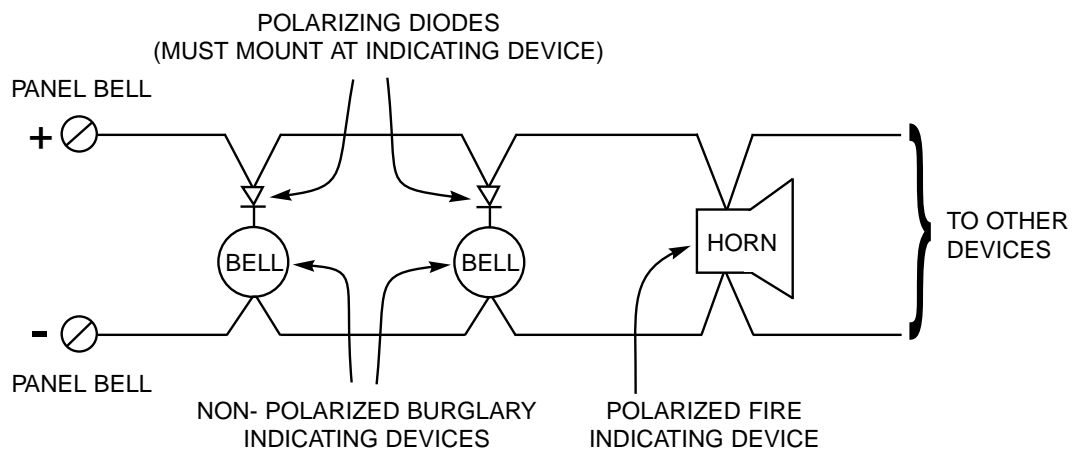 POLARIZING DIODES
(MUST MOUNT AT INDICATING DEVICE)
PANEL BELL
+
BELL
BELL
HORN
TO OTHER
DEVICES
-
PANEL BELL
NON- POLARIZED BURGLARY
INDICATING DEVICES
POLARIZED FIRE
INDICATING DEVICE